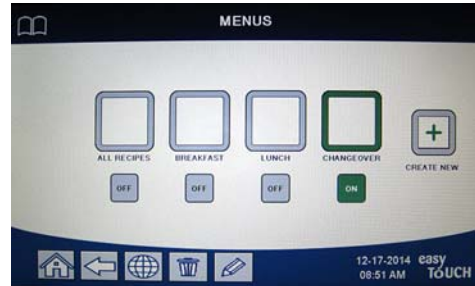 MENUS
ALL RECIPES
BREAKFAST
LUNCH
CHANGEOVER
CREATE NEW
OFF
OFF
OFF
ON
12-17-2014
08:51 AM
easy
TOUCH